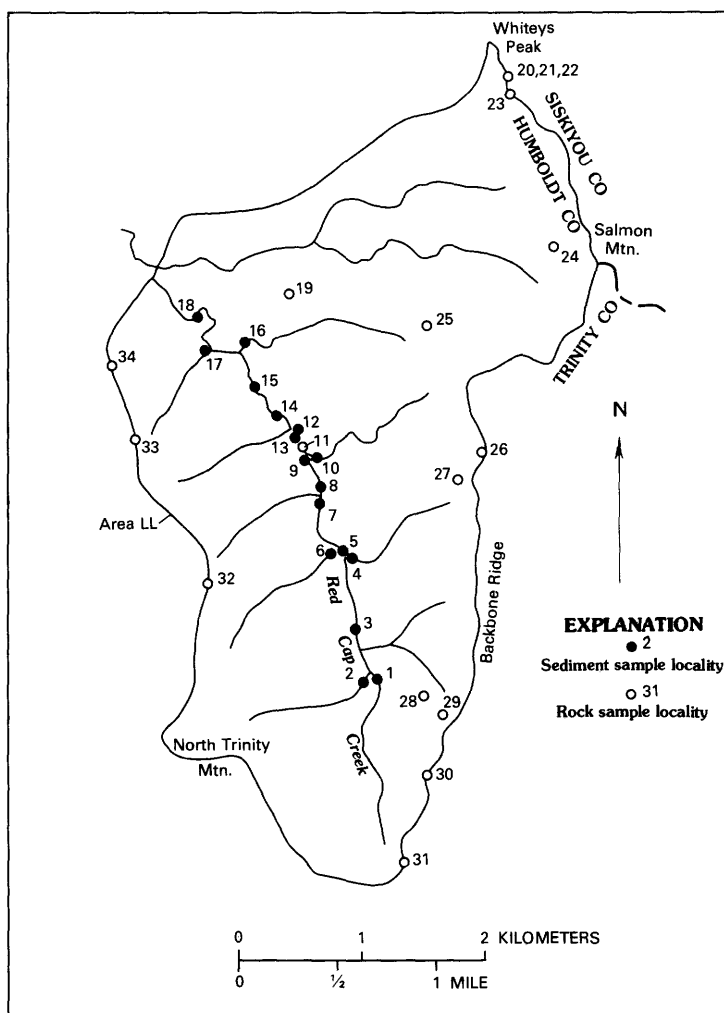 Whiteys
Peak
20,21,22
23
SISKIYOU CO
HUMBOLDT CO
Salmon
Mtn.
24
TRINITY CO
19
25
18
16
17
34
15
14
12
13
11
33
9
10
26
27
8
7
N
Area LL
5
6
4
32
Red
Cap
Creek
Backbone Ridge
3
EXPLANATION
2
Sediment sample locality
31
Rock sample locality
2
1
28
29
North Trinity
Mtn.
30
31
0 1 2 KILOMETERS
0 ½ 1 MILE